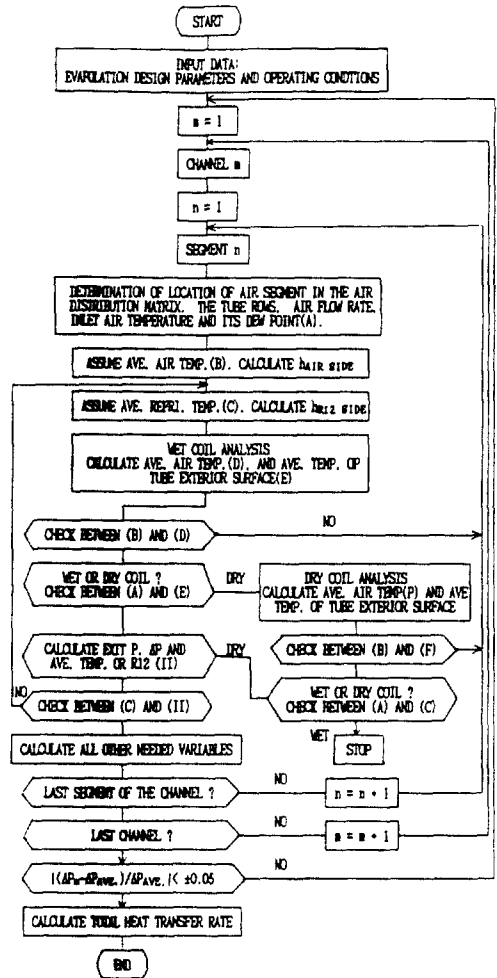 START
INPUT DATA:
EVAPOLATION DESIGN PARAMETERS AND OPERATING CONDTIONS
m = 1
CHANNEL m
n = 1
SEGMENT n
DETERMINATION OF LOCATION OF AIR SEGMENT IN THE AIR
DISTRIBUTION MATRIX. THE TUBE ROWS. AIR FLOW RATE.
INLET AIR TEMPERATURE AND ITS DEW POINT(A).
ASSUME AVE. AIR TEMP.(B). CALCULATE hAIR SIDE
ASSUME AVE. REFRI. TEMP.(C). CALCULATE hR12 SIDE
WET COIL ANALYSIS
CALCULATE AVE. AIR TEMP.(D), AND AVE. TEMP. OF
TUBE EXTERIOR SURFACE(E)
NO
CHECK BETWEEN (B) AND (D)
WET OR DRY COIL ?
CHECK BETWEEN (A) AND (E)
DRY
DRY COIL ANALYSIS
CALCULATE AVE. AIR TEMP(F) AND AVE
TEMP. OF TUBE EXTERIOR SURFACE
CALCULATE EXIT P. ΔP AND
AVE. TEMP. OR R12 (II)
DRY
CHECK BETWEEN (B) AND (F)
NO
CHECK BETWEEN (C) AND (II)
WET OR DRY COIL ?
CHECK BETWEEN (A) AND (C)
WET
STOP
CALCULATE ALL OTHER NEEDED VARIABLES
LAST SEGMENT OF THE CHANNEL ?
NO
n = n + 1
LAST CHANNEL ?
NO
m = m + 1
|(ΔPm-ΔPAVE.)/ΔPAVE.|< ±0.05
NO
CALCULATE TOTAL HEAT TRANSFER RATE
END